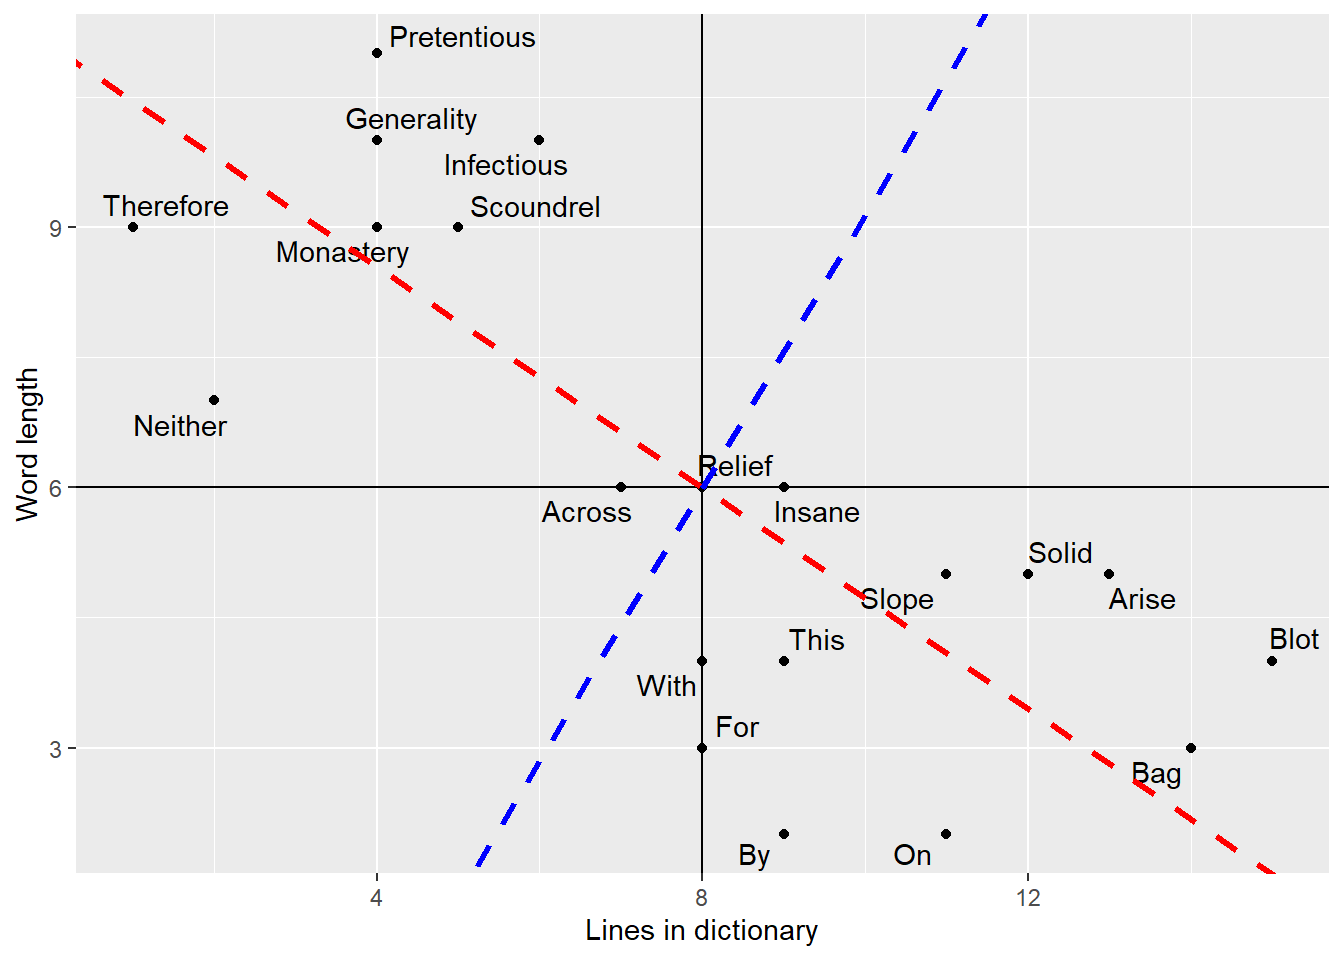 Pretentious
Generality
Infectious
Therefore
Scoundrel
Monastery
Neither
Relief
Across
Insane
Solid
Slope
Arise
This
Blot
With
For
Bag
By
On
9
6
3
Word length
4
8
12
Lines in dictionary